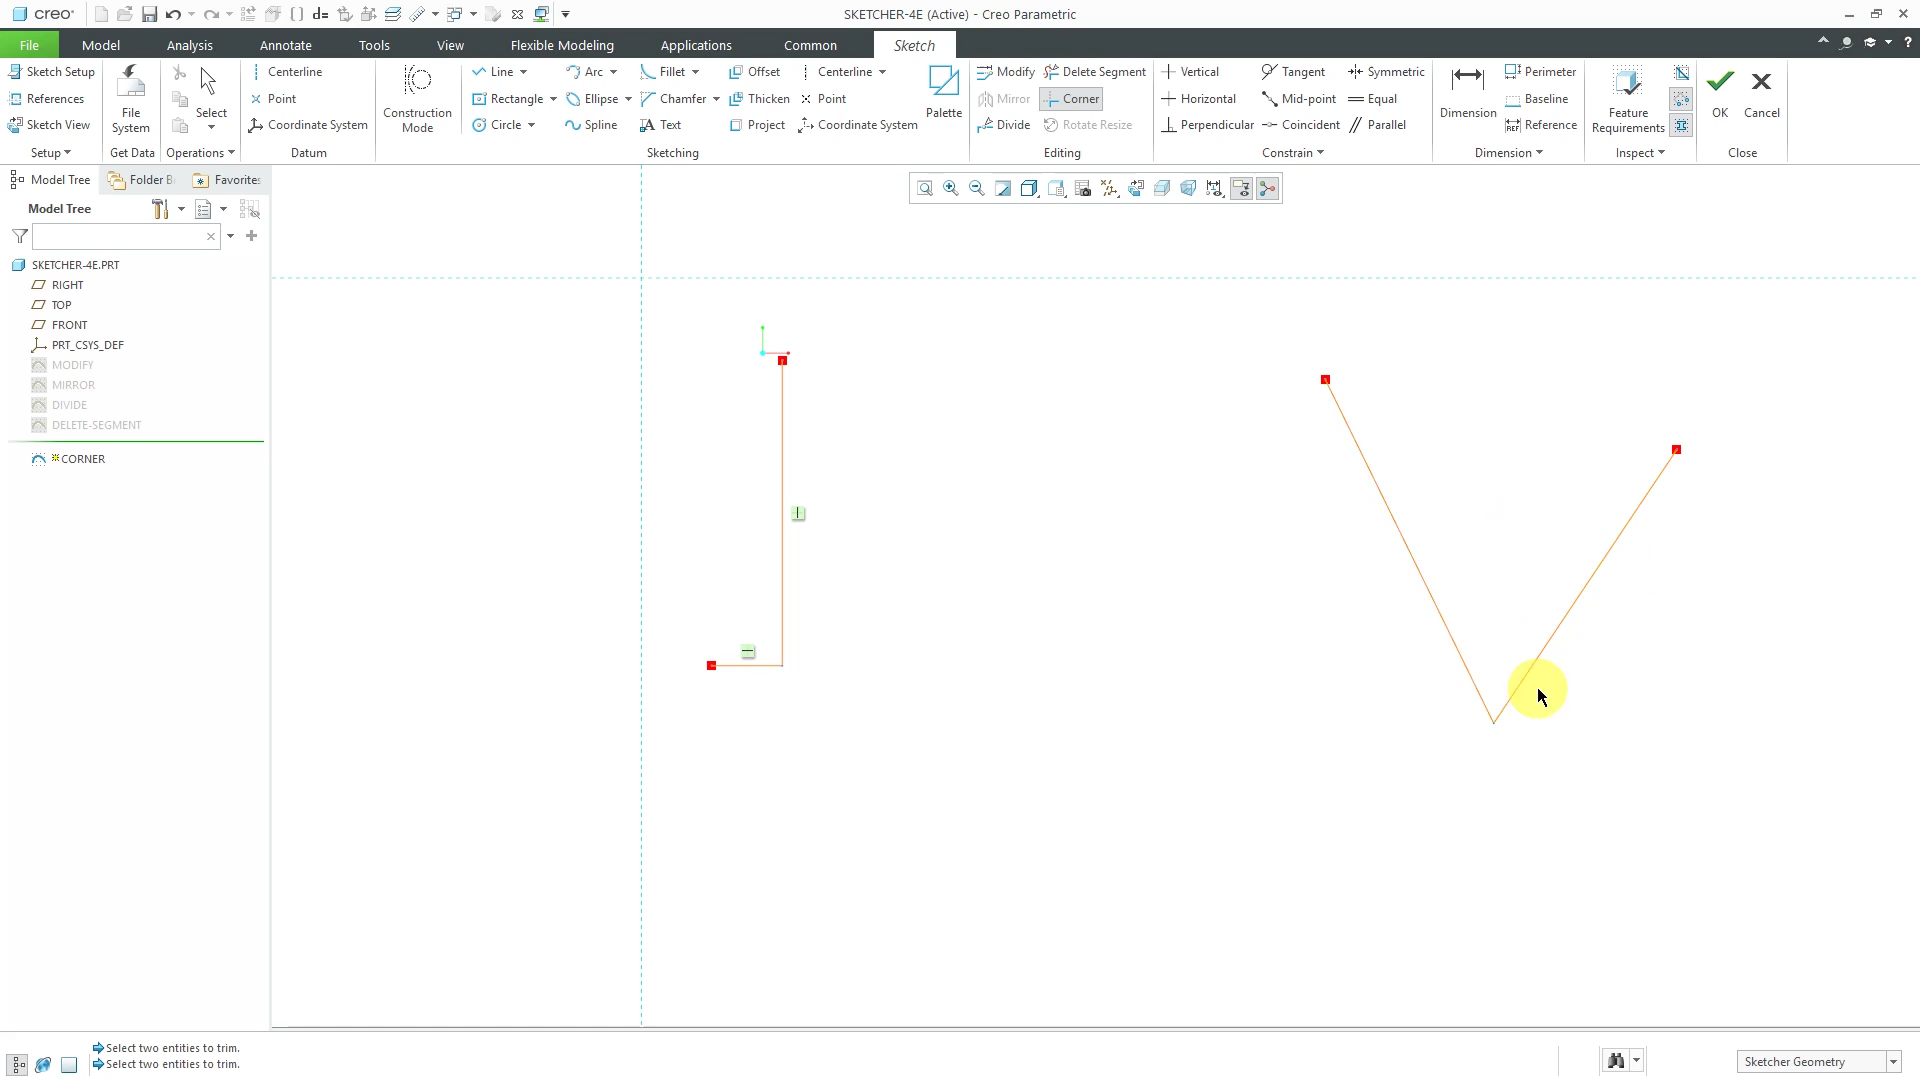 creo
SKETCHER-4E (Active) - Creo Parametric
File Model Analysis Annotate Tools View Flexible Modeling Applications Common Sketch
Sketch Setup
References
Sketch View
Setup
File System
Get Data
Select
Operations
Centerline
Point
Coordinate System
Datum
Construction Mode
Line Arc Fillet Offset Centerline
Rectangle Ellipse Chamfer Thicken Point
Circle Spline Text Project Coordinate System
Palette
Sketching
Modify Delete Segment
Mirror Corner
Divide Rotate Resize
Editing
Vertical Tangent Symmetric
Horizontal Mid-point Equal
Perpendicular Coincident Parallel
Constrain
Dimension
Perimeter
Baseline
REF Reference
Dimension
Feature Requirements
Inspect
OK Cancel
Close
Model Tree Folder B Favorites
Model Tree
SKETCHER-4E.PRT
RIGHT
TOP
FRONT
PRT_CSYS_DEF
MODIFY
MIRROR
DIVIDE
DELETE-SEGMENT
CORNER
Select two entities to trim.
Select two entities to trim.
Sketcher Geometry